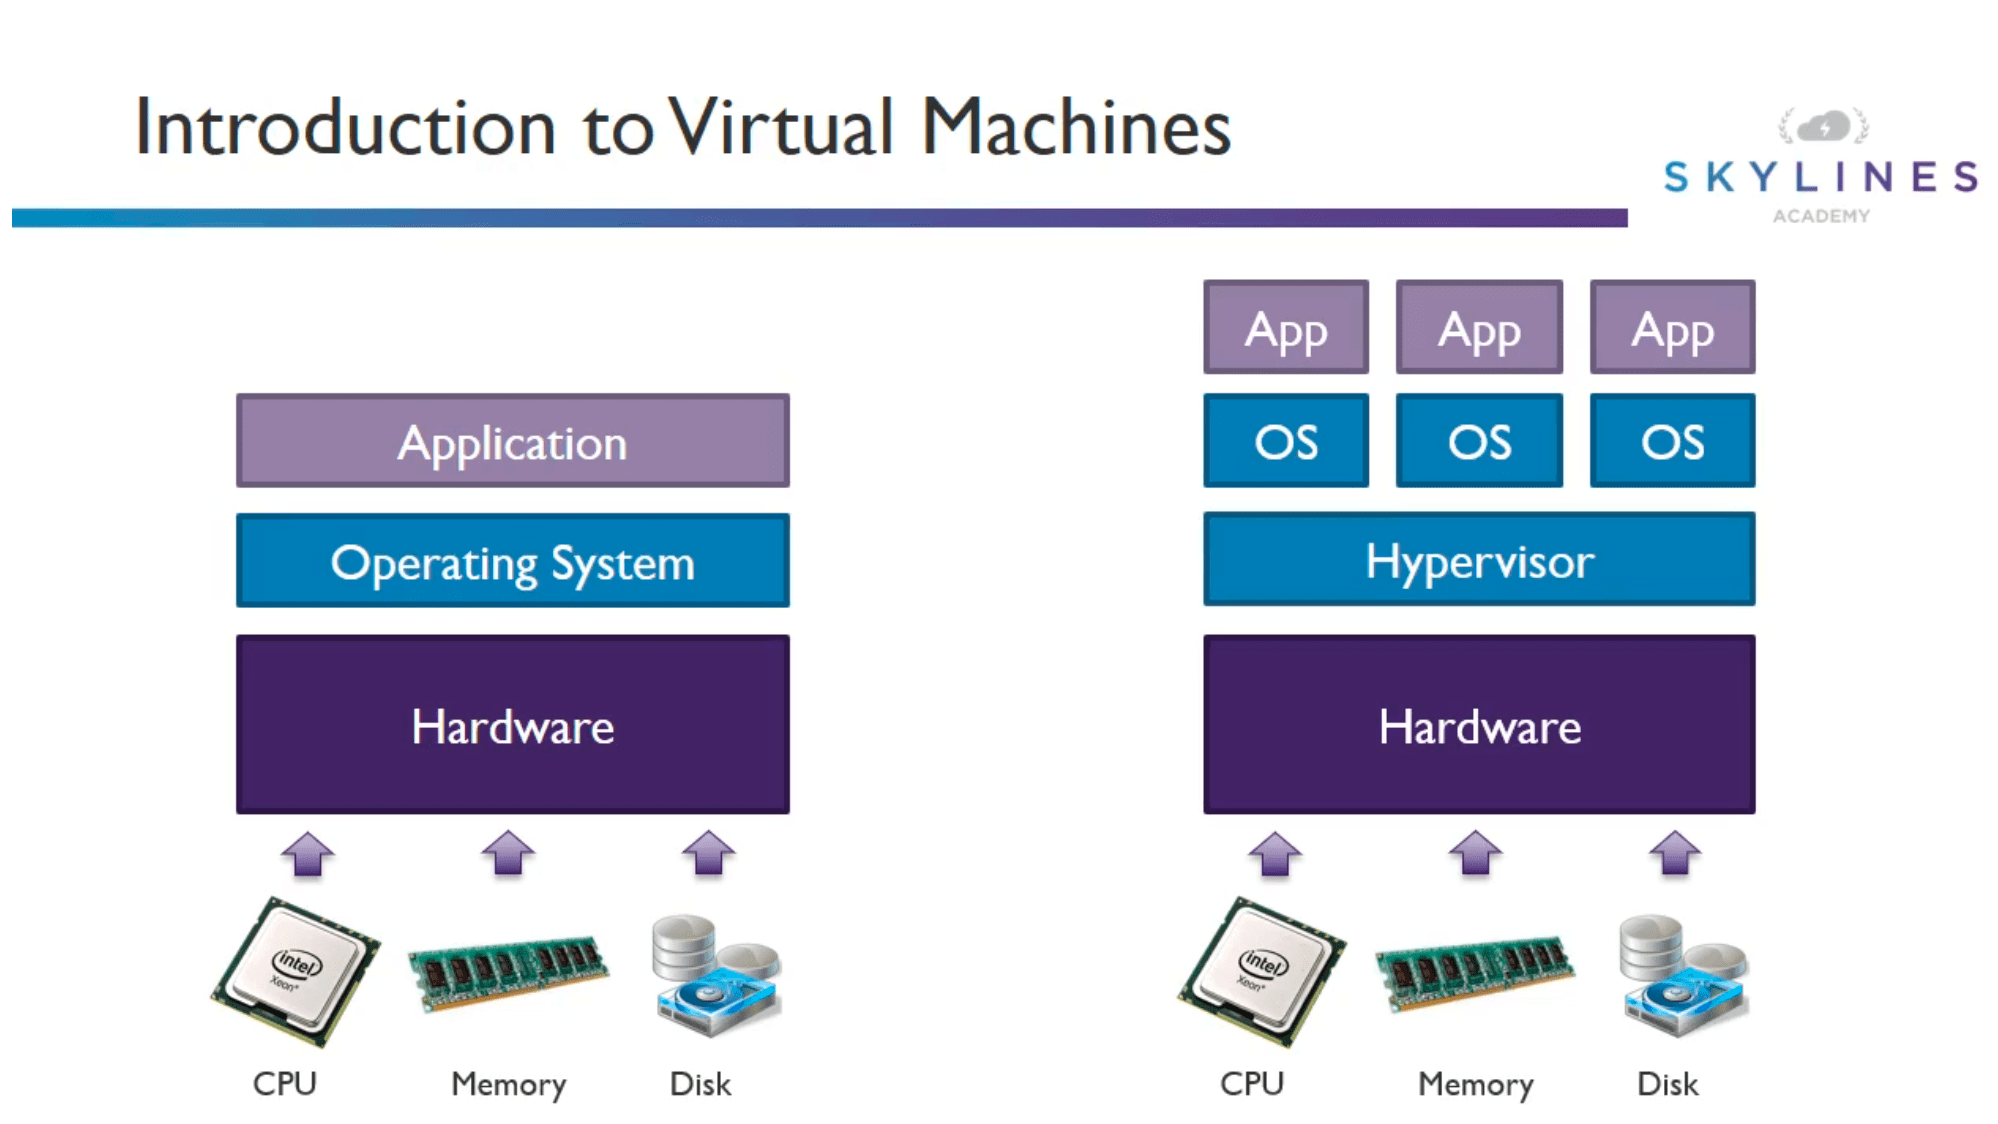 Introduction to Virtual Machines
SKYLINES
ACADEMY
Application
Operating System
Hardware
intel
Xeon®
CPU
Memory
Disk
App App App
OS OS OS
Hypervisor
Hardware
intel
Xeon®
CPU
Memory
Disk